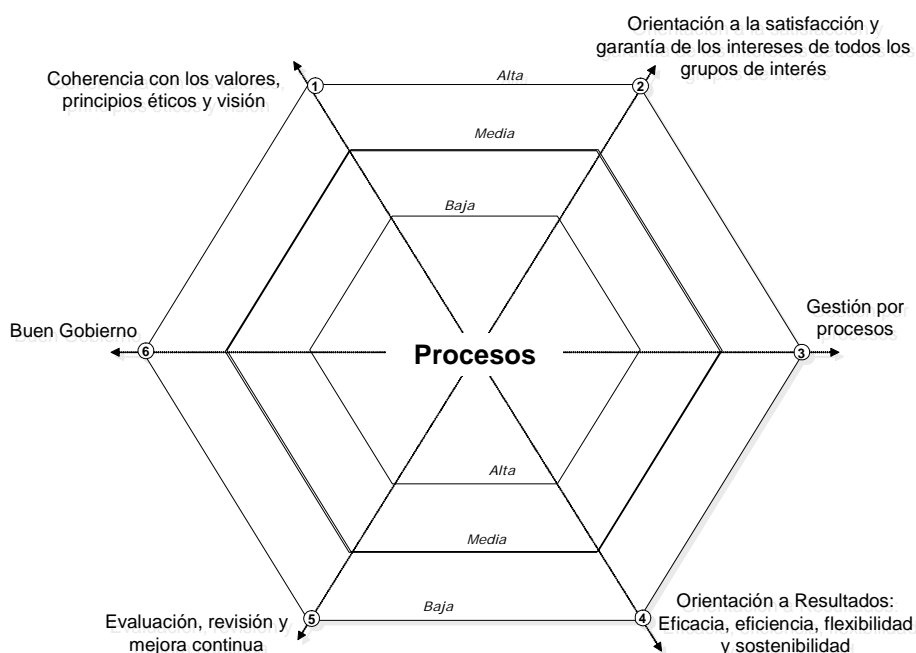 Orientación a la satisfacción y
garantía de los intereses de todos los
grupos de interés
Coherencia con los valores,
principios éticos y visión
Alta
1
2
Media
Baja
Buen Gobierno
Gestión por
procesos
6
Procesos
3
Alta
Media
Baja
5
4
Evaluación, revisión y
mejora continua
Orientación a Resultados:
Eficacia, eficiencia, flexibilidad
y sostenibilidad